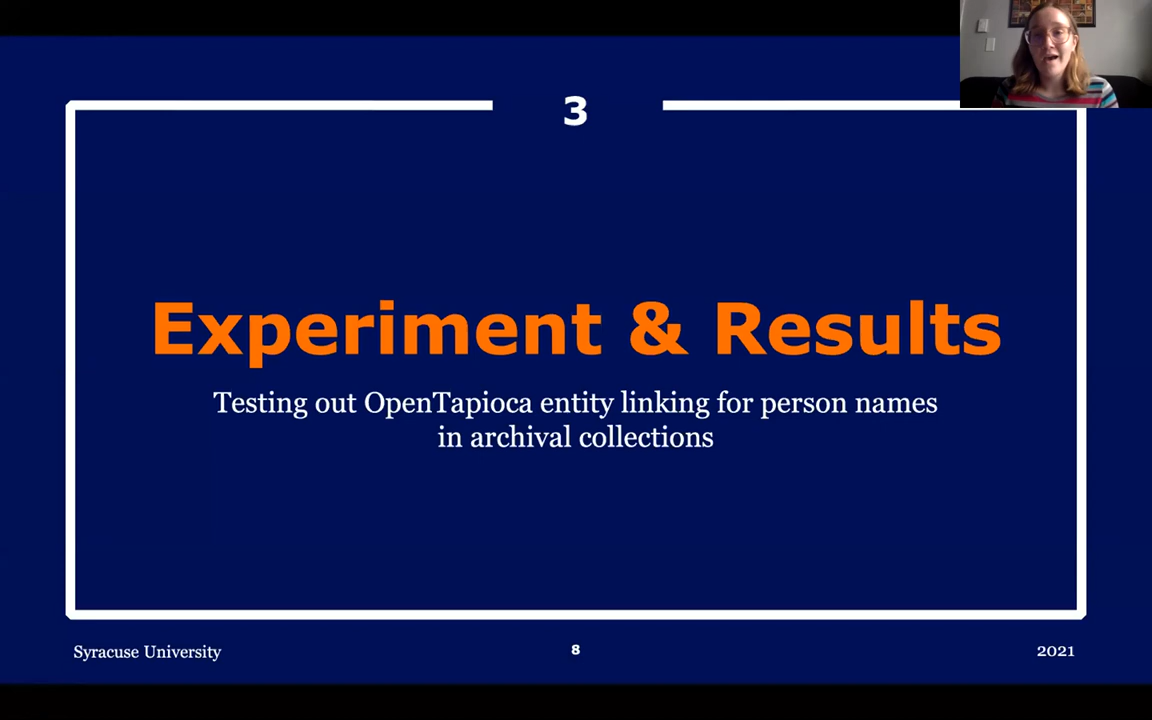 3
Experiment & Results
Testing out OpenTapioca entity linking for person names
in archival collections
Syracuse University
8
2021